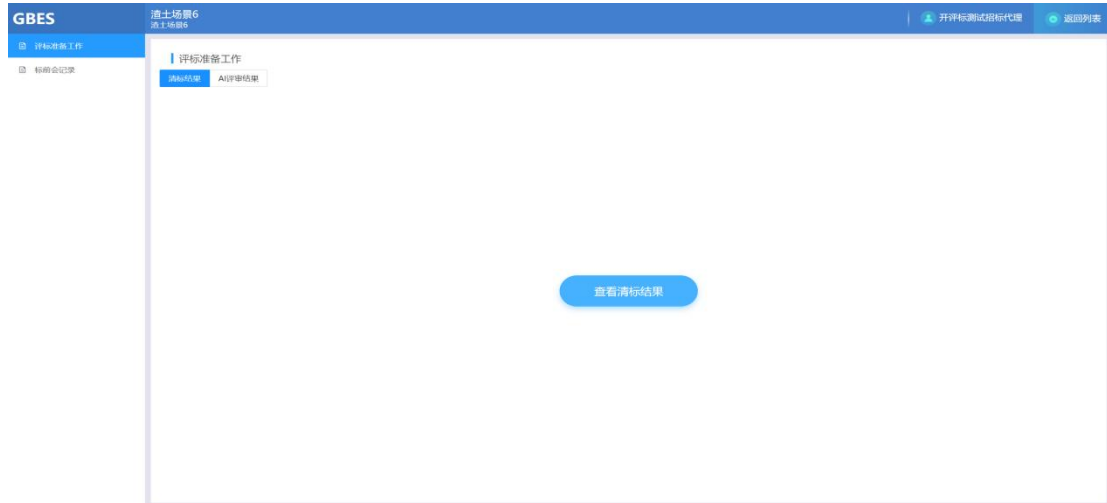 GBES
渣土场景6
渣土场景6
开评标测试招标代理
返回列表
评标准备工作
标前会记录
评标准备工作
清标结果
AI评审结果
查看清标结果